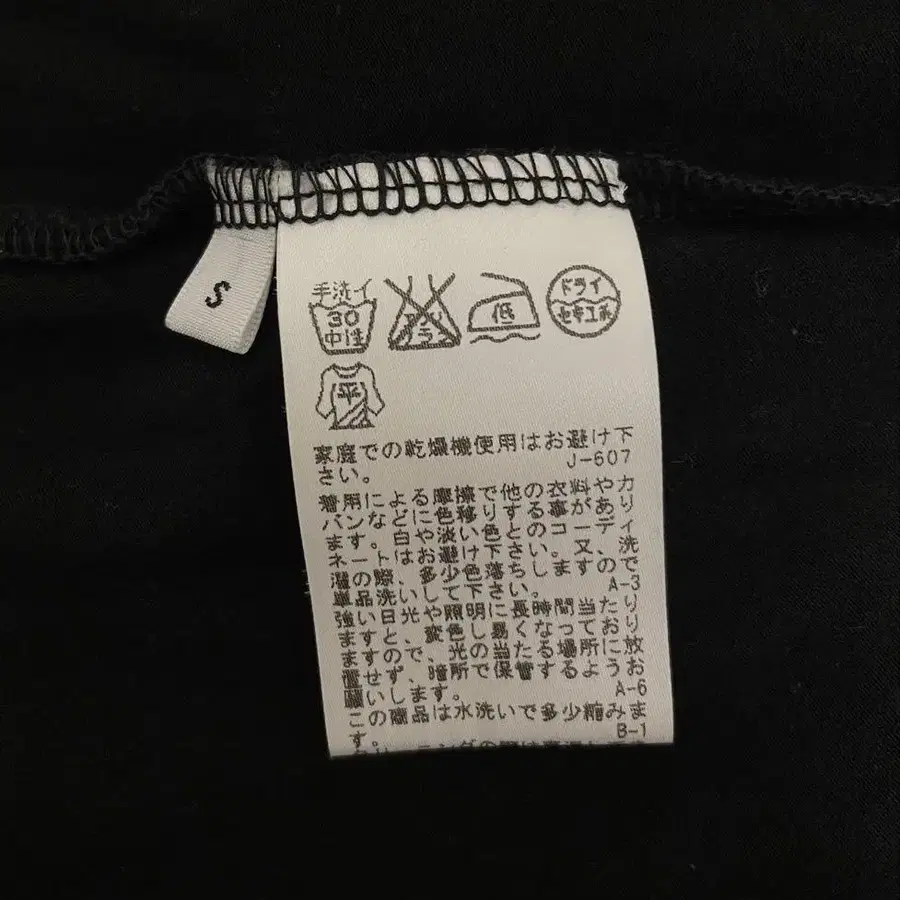 S
手洗イ
30
中性
エンソ
サラシ
低
ドライ
セキユ系
平
家庭での乾燥機使用はお避け下
さい。 J-607
着用による摩擦で他の衣料やカ
バンなどに色移りする事があり
ます。白や淡い色とのコーディ
ネートはお避け下さい。又、洗
濯の際、多少色落ちしますので
単品洗いして下さい。 A-3
強い日光や照明に長時間当たり
ますと、変色し易くなっており
ますので、光の当たる場所に放
置せず、暗所で保管するようお
願いします。 A-6
この商品は水洗いで多少縮みま
す。 B-1